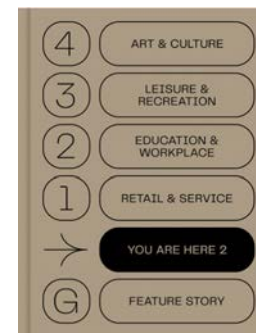 4 ART & CULTURE
3 LEISURE &
RECREATION
2 EDUCATION &
WORKPLACE
1 RETAIL & SERVICE
YOU ARE HERE 2
G FEATURE STORY